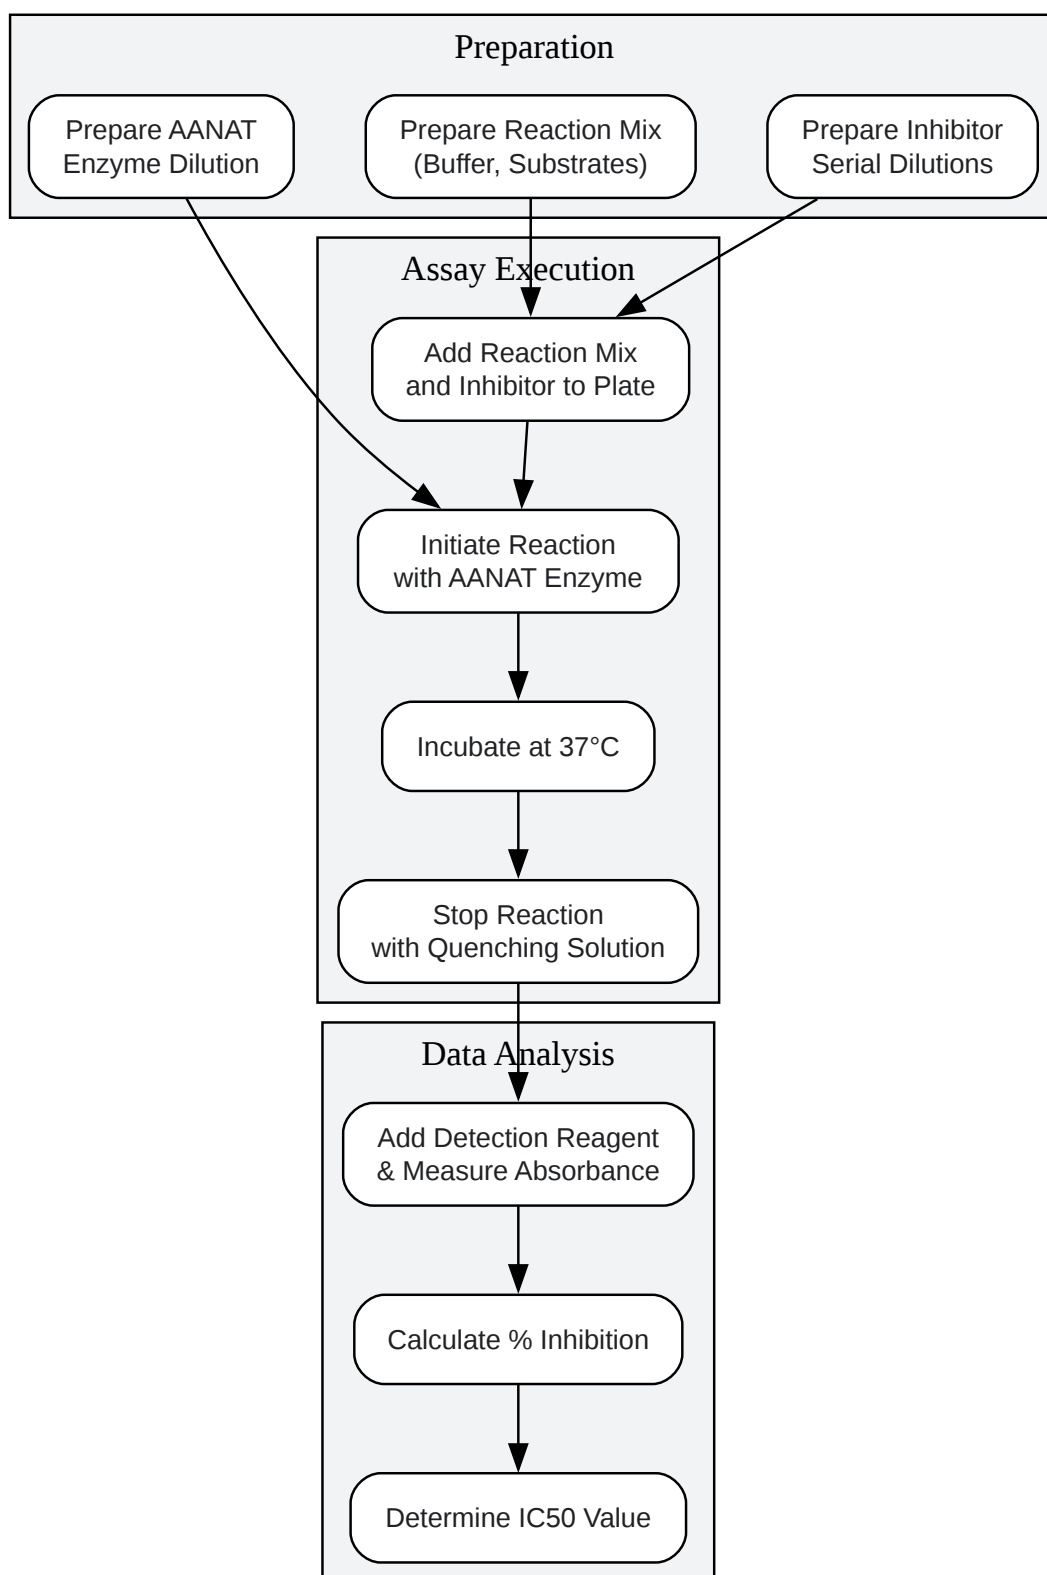 Preparation
Prepare AANAT
Enzyme Dilution
Prepare Reaction Mix
(Buffer, Substrates)
Prepare Inhibitor
Serial Dilutions
Assay Execution
Add Reaction Mix
and Inhibitor to Plate
Initiate Reaction
with AANAT Enzyme
Incubate at 37°C
Stop Reaction
with Quenching Solution
Data Analysis
Add Detection Reagent
& Measure Absorbance
Calculate % Inhibition
Determine IC50 Value